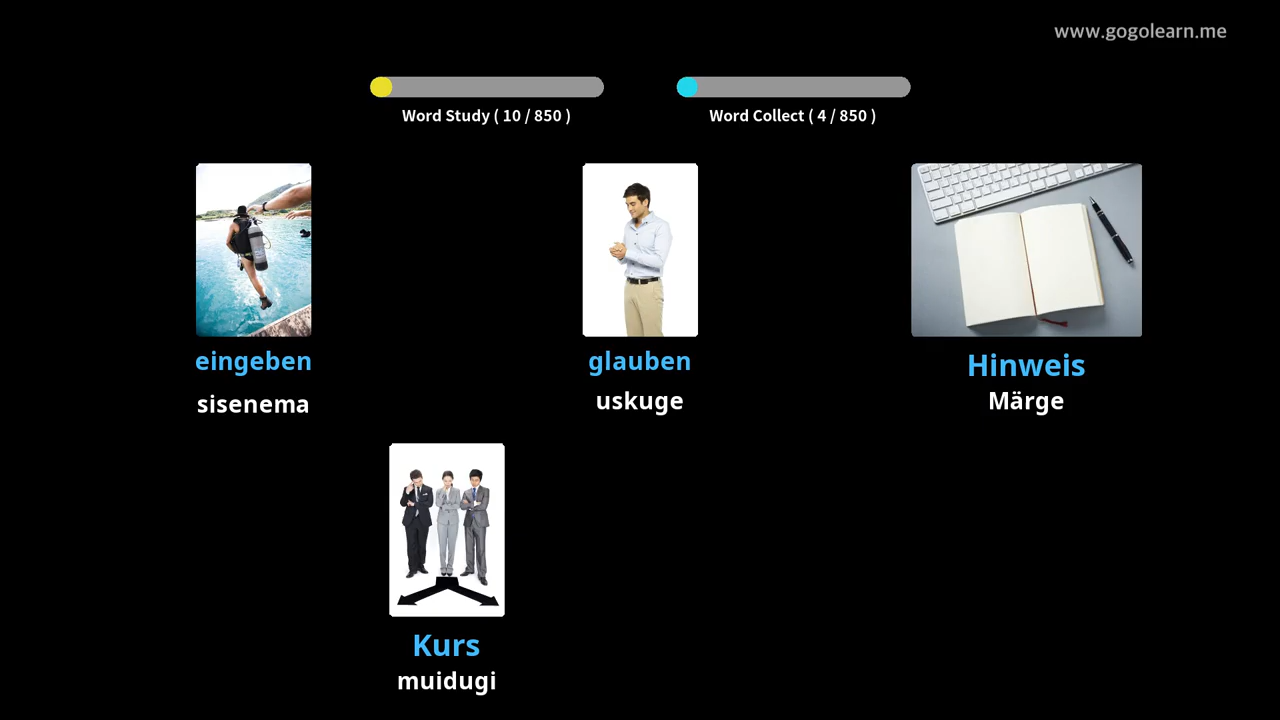 www.gogolearn.me
Word Study ( 10 / 850 )
Word Collect ( 4 / 850 )
eingeben
sisenema
glauben
uskuge
Hinweis
Märge
Kurs
muidugi